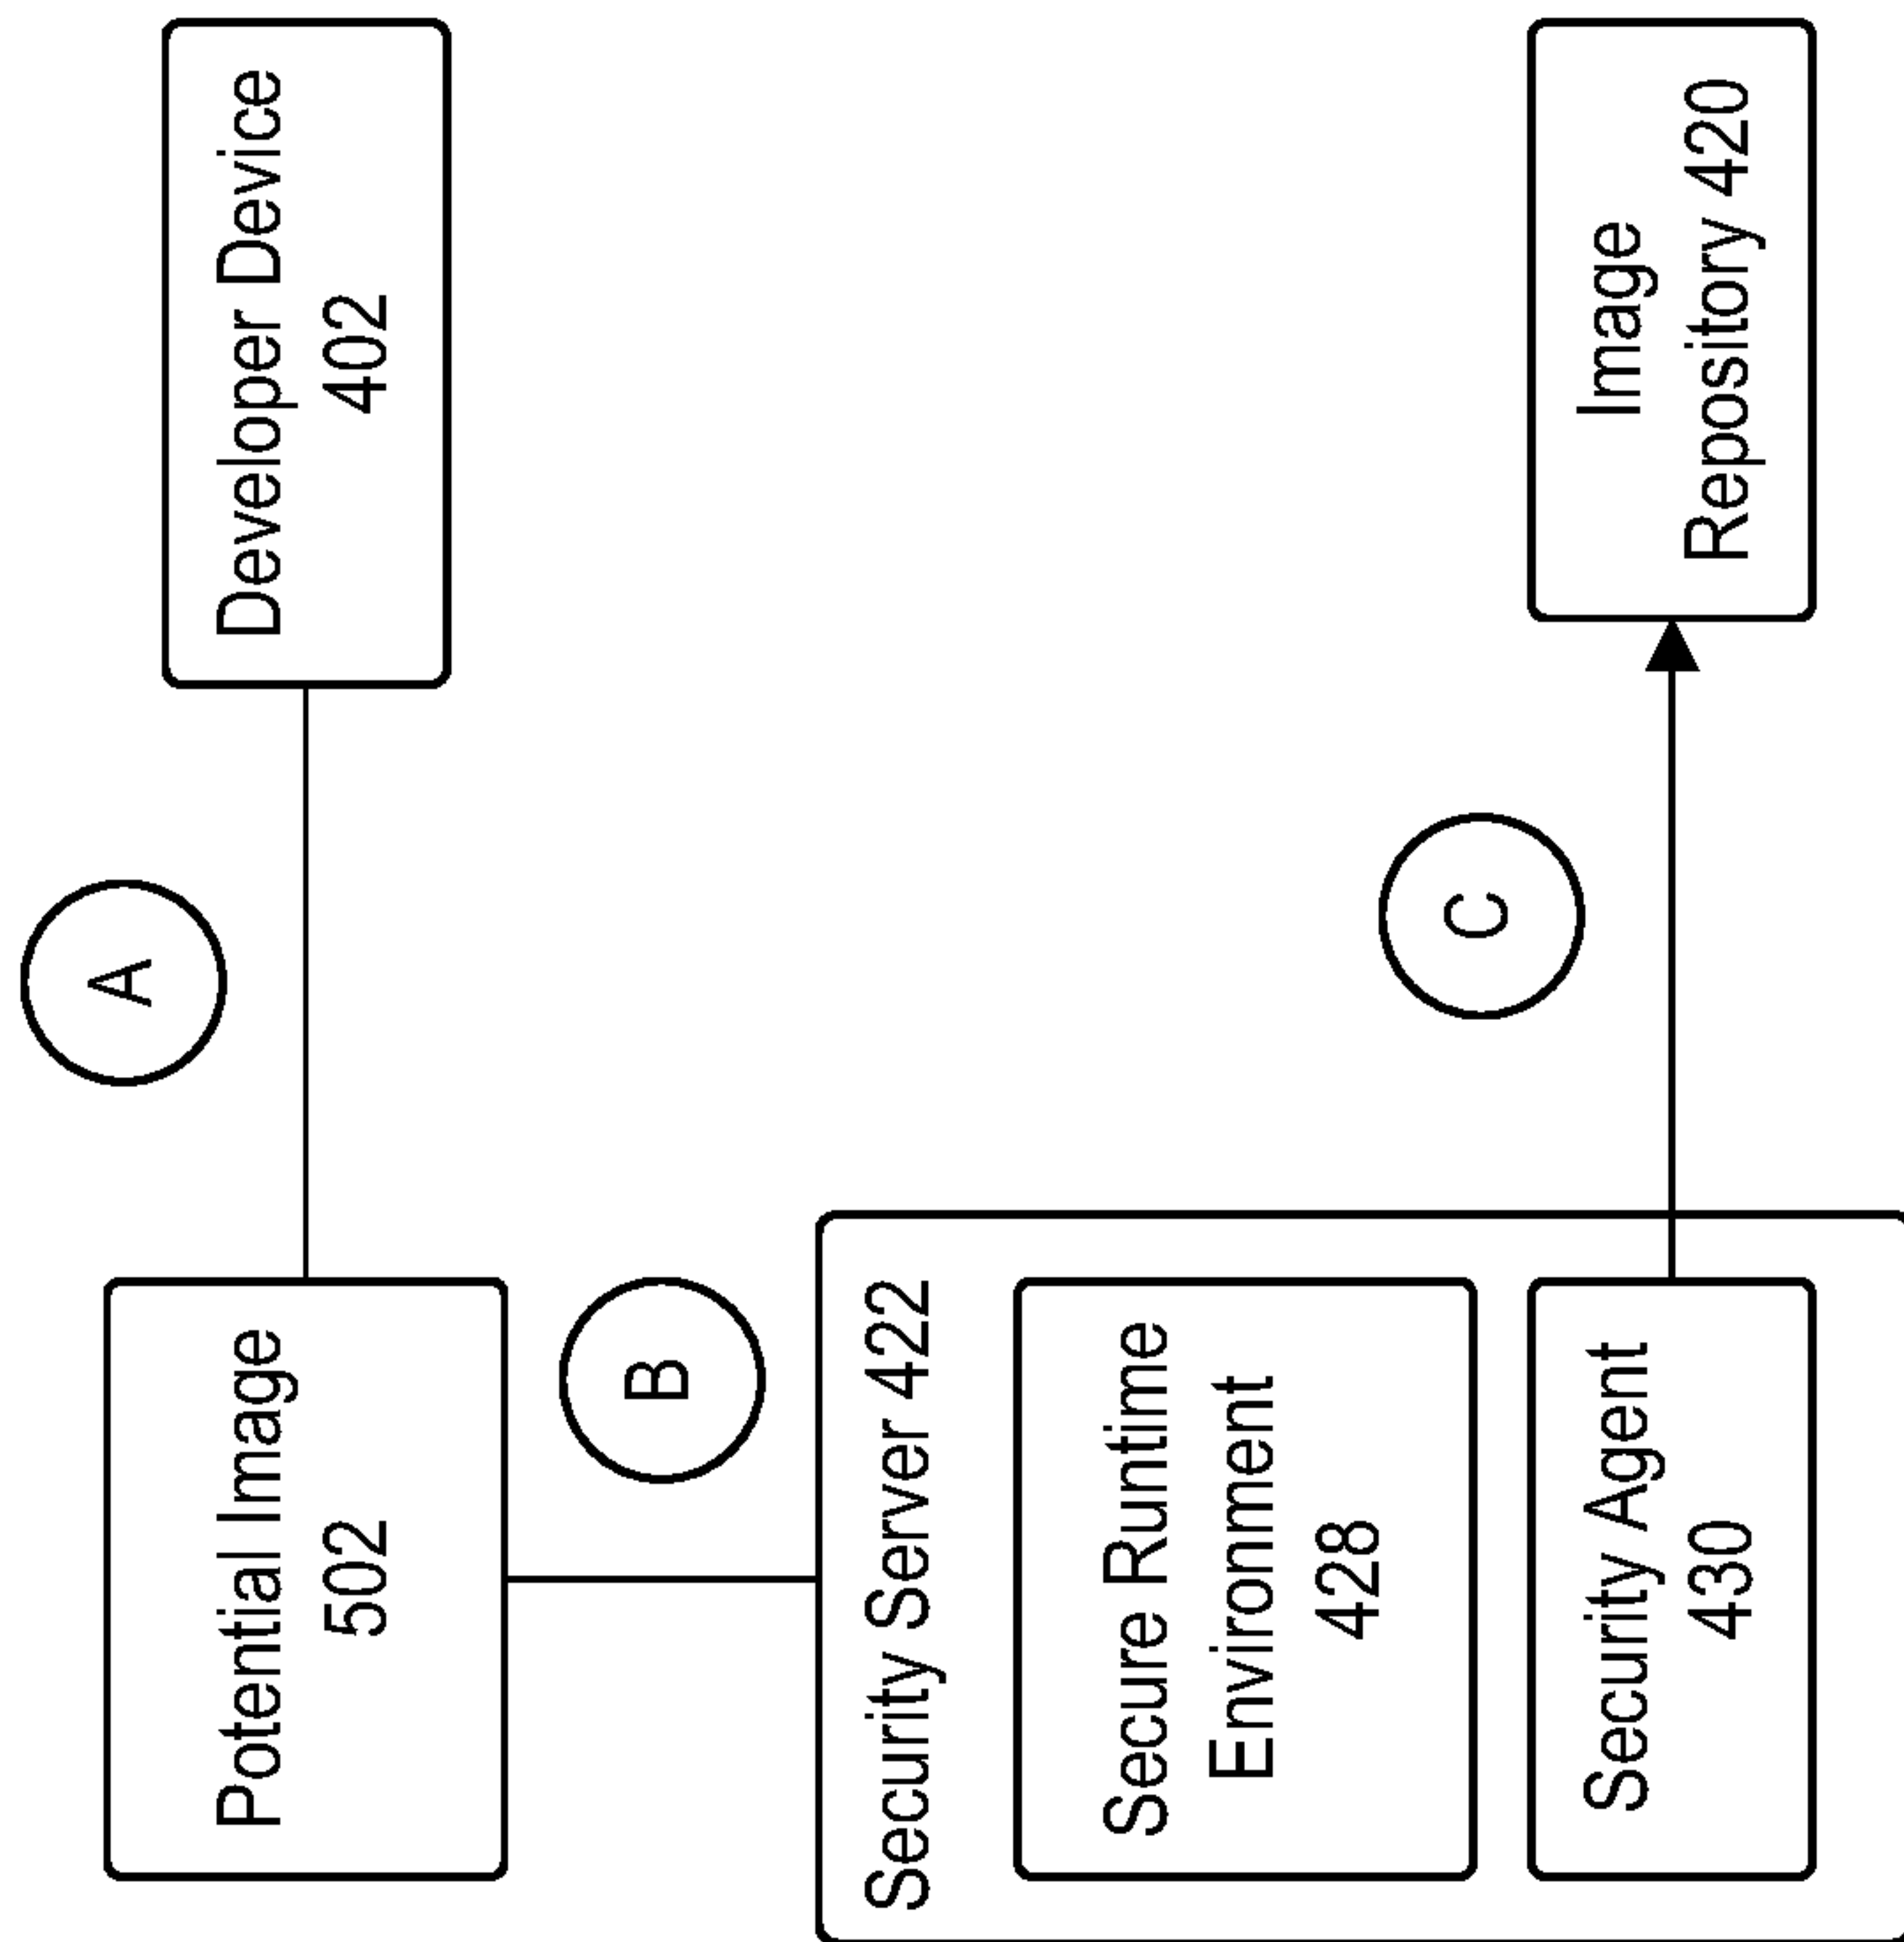 Potential Image
502
A
Developer Device
402
B
Security Server 422
Secure Runtime
Environment
428
Security Agent
430
C
Image
Repository 420